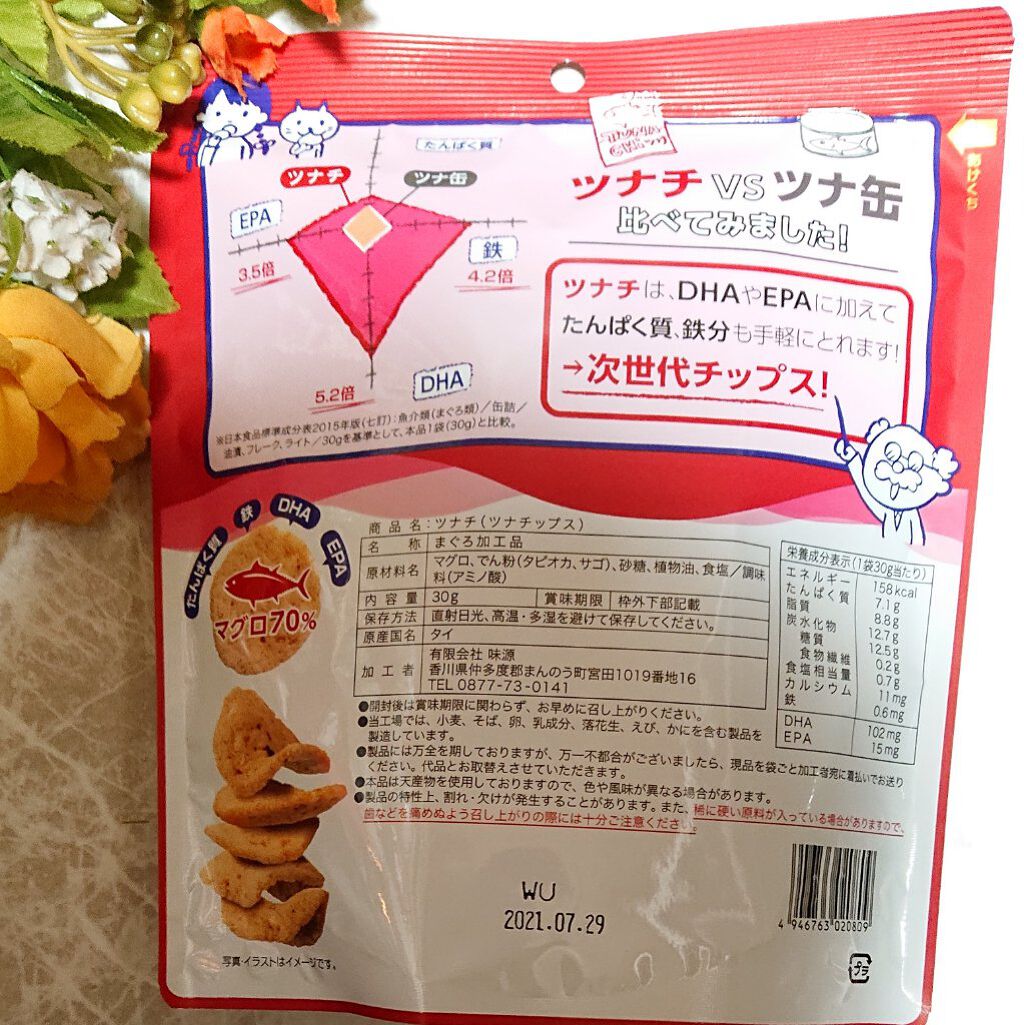 あけくち
たんぱく質
ツナチ
ツナ缶
EPA
鉄
3.5倍
4.2倍
5.2倍
DHA
※日本食品標準成分表2015年版(七訂):魚介類(まぐろ類)/缶詰/
油漬、フレーク、ライト/30gを基準として、本品1袋(30g)と比較。
ツナチ VS ツナ缶
比べてみました!
ツナチは、DHAやEPAに加えて
たんぱく質、鉄分も手軽にとれます!
→次世代チップス!
たんぱく質
鉄
DHA
EPA
マグロ70%
写真・イラストはイメージです。
商品名:ツナチ(ツナチップス)
名称 まぐろ加工品
原材料名 マグロ、でん粉(タピオカ、サゴ)、砂糖、植物油、食塩/調味
料(アミノ酸)
内容量 30g 賞味期限 枠外下部記載
保存方法 直射日光、高温・多湿を避けて保存してください。
原産国名 タイ
加工者 有限会社 味源
香川県仲多度郡まんのう町宮田1019番地16
TEL 0877-73-0141
栄養成分表示(1袋30g当たり)
エネルギー 158kcal
たんぱく質 7.1g
脂質 8.8g
炭水化物 12.7g
糖質 12.5g
食物繊維 0.2g
食塩相当量 0.7g
カルシウム 11mg
鉄 0.6mg
DHA 102mg
EPA 15mg
●開封後は賞味期限に関わらず、お早めに召し上がりください。
●当工場では、小麦、そば、卵、乳成分、落花生、えび、かにを含む製品を
製造しています。
●製品には万全を期しておりますが、万一不都合がございましたら、現品を袋ごと加工者宛に着払いでお送り
ください。代品とお取替えさせていただきます。
●本品は天産物を使用しておりますので、色や風味が異なる場合があります。
●製品の特性上、割れ・欠けが発生することがあります。また、稀に硬い原料が入っている場合がありますので、
歯などを痛めぬよう召し上がりの際には十分ご注意ください。
WU
2021.07.29
4 946763 020809
プラ